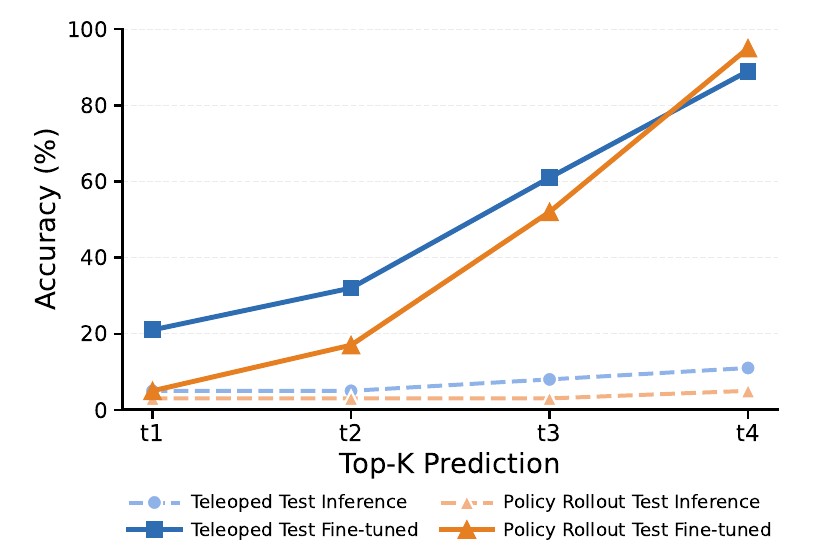 100
80
60
40
20
0
Accuracy (%)
t1 t2 t3 t4
Top-K Prediction
Teleoped Test Inference
Policy Rollout Test Inference
Teleoped Test Fine-tuned
Policy Rollout Test Fine-tuned